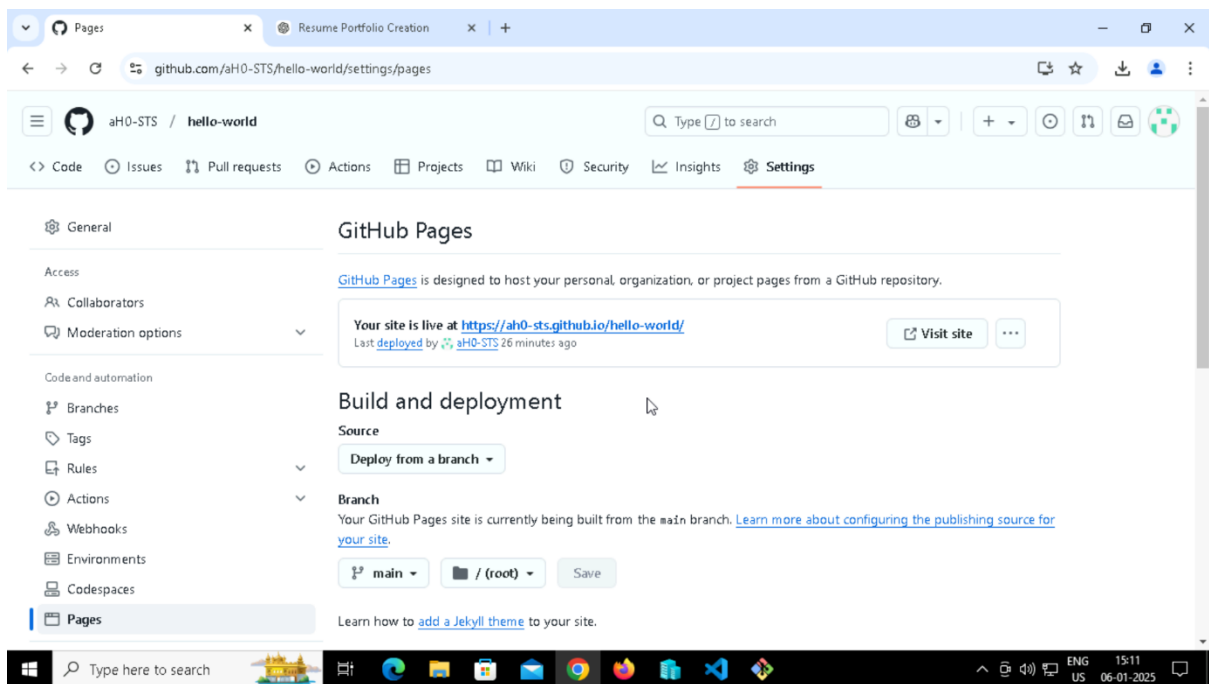 Pages
Resume Portfolio Creation
github.com/aH0-STS/hello-world/settings/pages
aH0-STS / hello-world
Type / to search
Code Issues Pull requests Actions Projects Wiki Security Insights Settings
General
Access
Collaborators
Moderation options
Code and automation
Branches
Tags
Rules
Actions
Webhooks
Environments
Codespaces
Pages
GitHub Pages
GitHub Pages is designed to host your personal, organization, or project pages from a GitHub repository.
Your site is live at https://ah0-sts.github.io/hello-world/
Last deployed by aH0-STS 26 minutes ago
Visit site
Build and deployment
Source
Deploy from a branch
Branch
Your GitHub Pages site is currently being built from the main branch. Learn more about configuring the publishing source for
your site.
main / (root) Save
Learn how to add a Jekyll theme to your site.
Type here to search
ENG
US
15:11
06-01-2025